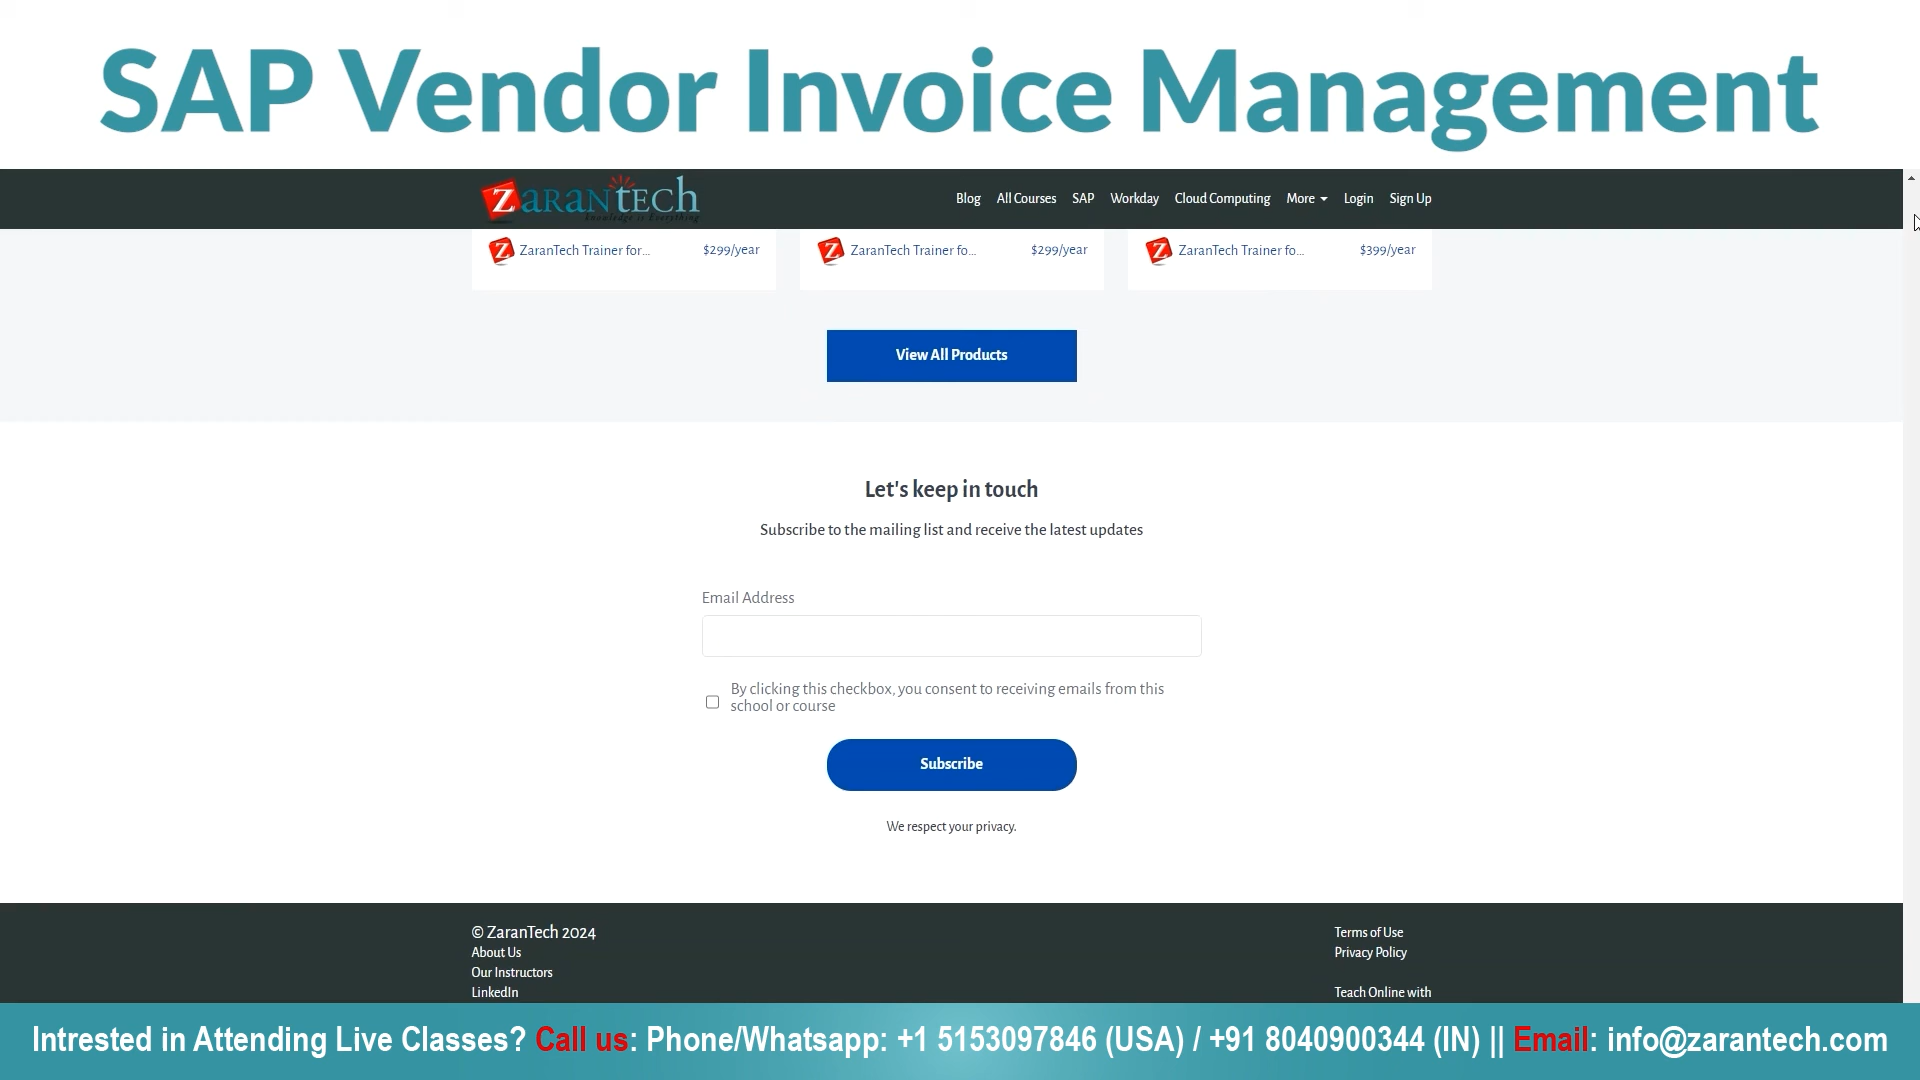 SAP Vendor Invoice Management
ZARANTECH
Knowledge is Everything
Blog All Courses SAP Workday Cloud Computing More Login Sign Up
ZaranTech Trainer for... $299/year
ZaranTech Trainer fo... $299/year
ZaranTech Trainer fo... $399/year
View All Products
Let's keep in touch
Subscribe to the mailing list and receive the latest updates
Email Address
By clicking this checkbox, you consent to receiving emails from this
school or course
Subscribe
We respect your privacy.
© ZaranTech 2024
About Us
Our Instructors
LinkedIn
Terms of Use
Privacy Policy
Teach Online with
Intrested in Attending Live Classes? Call us: Phone/Whatsapp: +1 5153097846 (USA) / +91 8040900344 (IN) || Email: info@zarantech.com